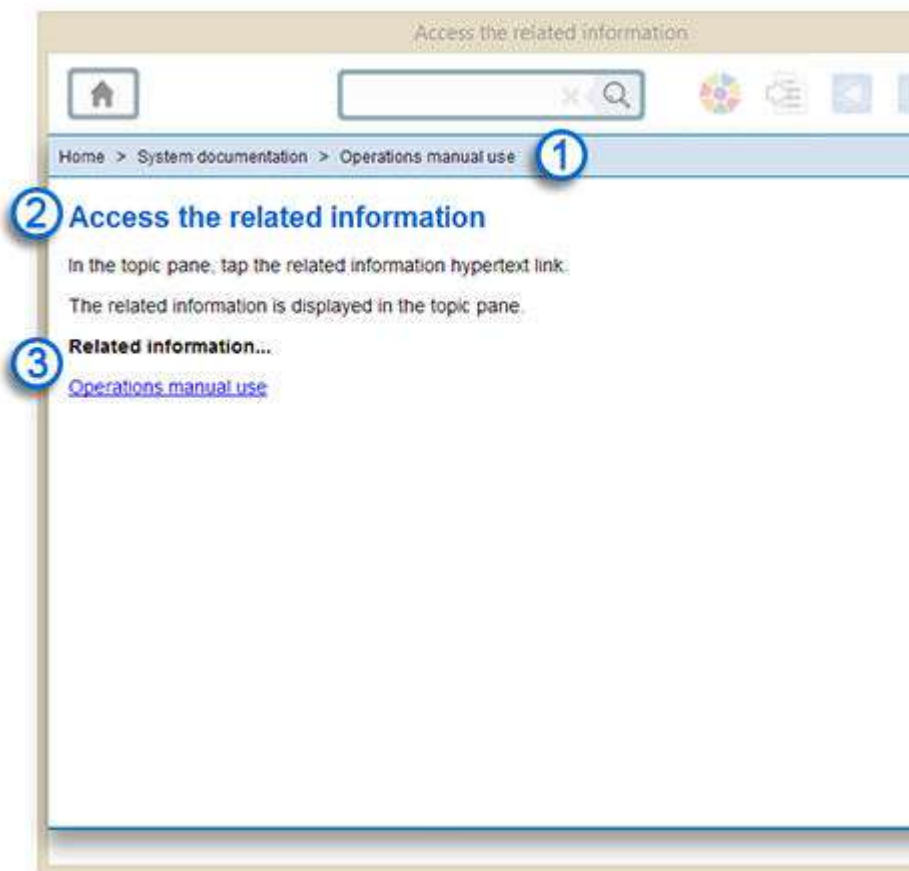 Access the related information
Home > System documentation > Operations manual use
1
2
Access the related information
In the topic pane, tap the related information hypertext link.
The related information is displayed in the topic pane.
Related information...
3
Operations manual use